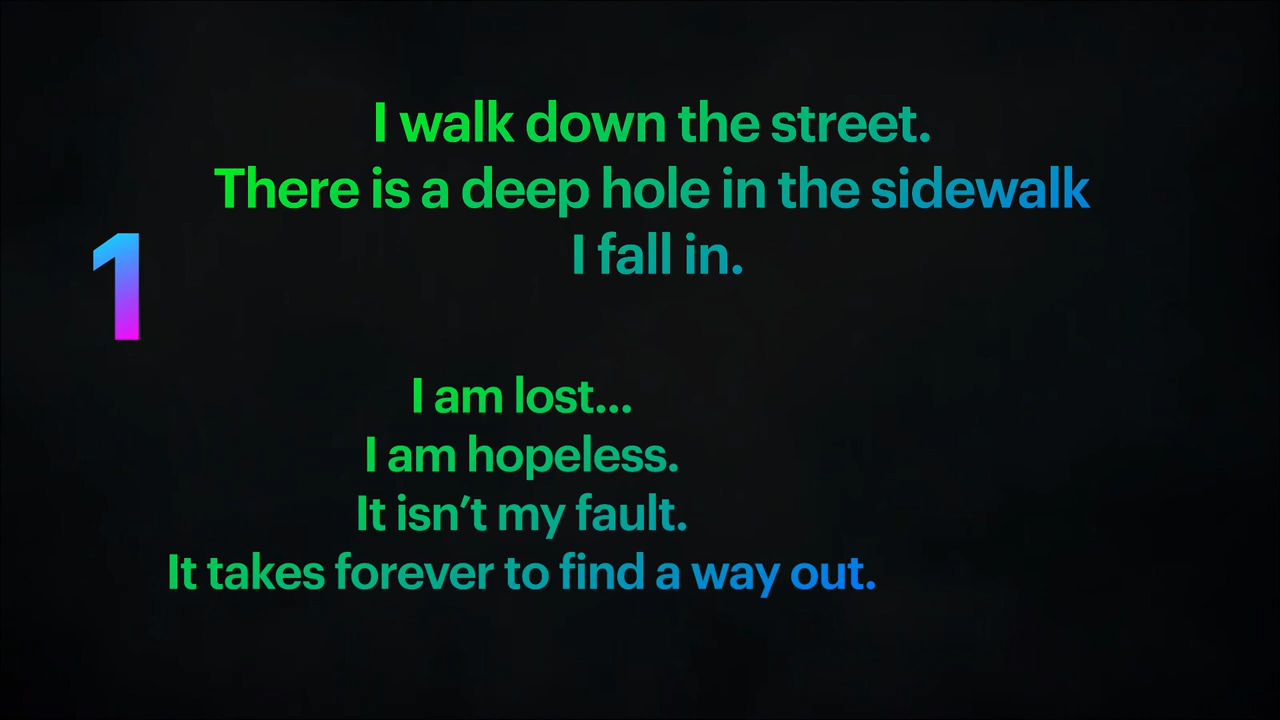 I walk down the street.
There is a deep hole in the sidewalk
I fall in.
1
I am lost...
I am hopeless.
It isn’t my fault.
It takes forever to find a way out.